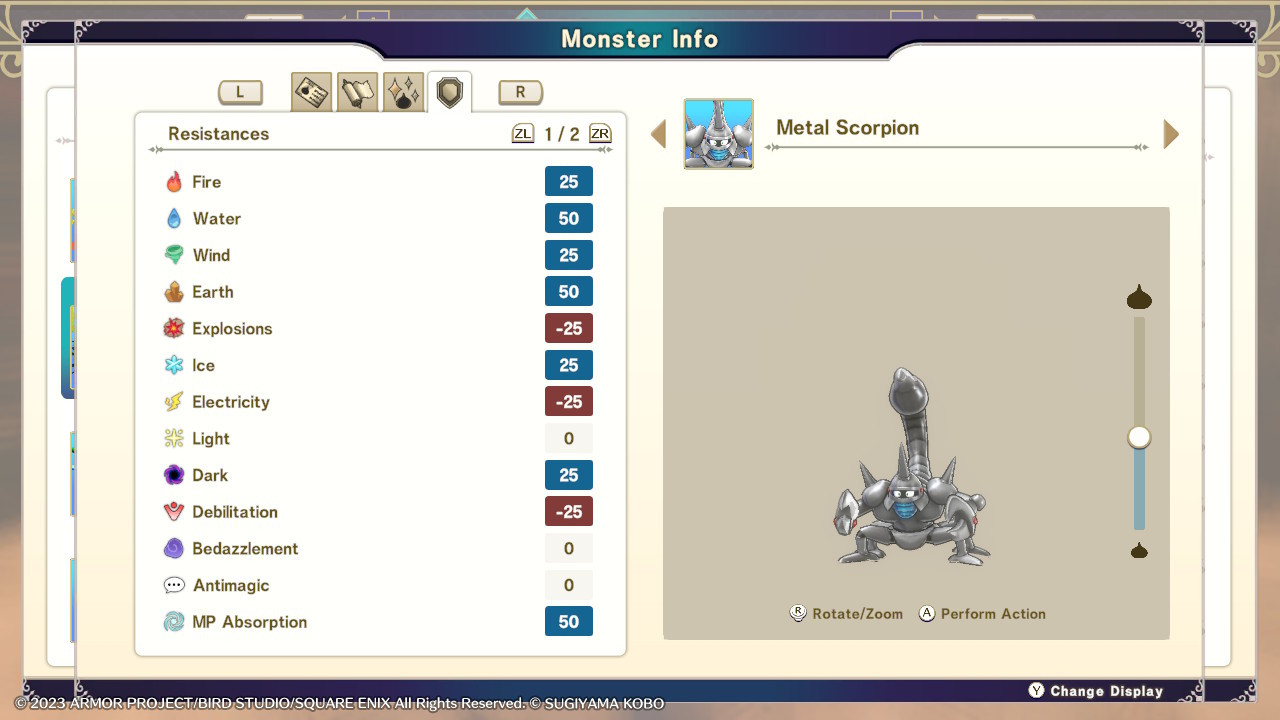 Monster Info
L
R
Resistances
ZL 1 / 2 ZR
Metal Scorpion
Fire 25
Water 50
Wind 25
Earth 50
Explosions -25
Ice 25
Electricity -25
Light 0
Dark 25
Debilitation -25
Bedazzlement 0
Antimagic 0
MP Absorption 50
R Rotate/Zoom A Perform Action
Y Change Display
© 2023 ARMOR PROJECT/BIRD STUDIO/SQUARE ENIX All Rights Reserved. © SUGIYAMA KOBO